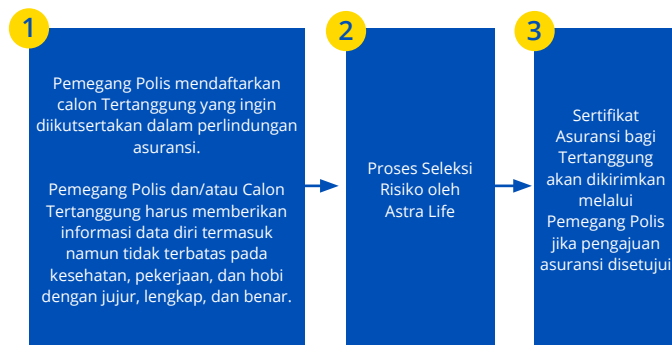 1
Pemegang Polis mendaftarkan
calon Tertanggung yang ingin
diikutsertakan dalam perlindungan
asuransi.
Pemegang Polis dan/atau Calon
Tertanggung harus memberikan
informasi data diri termasuk
namun tidak terbatas pada
kesehatan, pekerjaan, dan hobi
dengan jujur, lengkap, dan benar.
2
Proses Seleksi
Risiko oleh
Astra Life
3
Sertifikat
Asuransi bagi
Tertanggung
akan dikirimkan
melalui
Pemegang Polis
jika pengajuan
asuransi disetujui